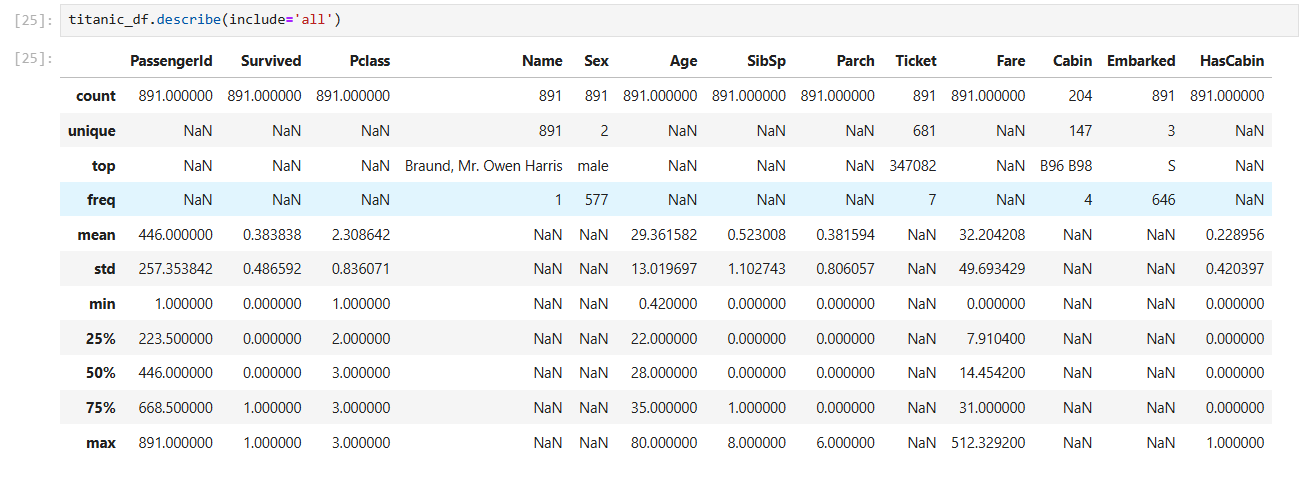 [25]: titanic_df.describe(include='all')
[25]: PassengerId Survived Pclass Name Sex Age SibSp Parch Ticket Fare Cabin Embarked HasCabin
count 891.000000 891.000000 891.000000 891 891 891.000000 891.000000 891.000000 891 891.000000 204 891 891.000000
unique NaN NaN NaN 891 2 NaN NaN NaN 681 NaN 147 3 NaN
top NaN NaN NaN Braund, Mr. Owen Harris male NaN NaN NaN 347082 NaN B96 B98 S NaN
freq NaN NaN NaN 1 577 NaN NaN NaN 7 NaN 4 646 NaN
mean 446.000000 0.383838 2.308642 NaN NaN 29.361582 0.523008 0.381594 NaN 32.204208 NaN NaN 0.228956
std 257.353842 0.486592 0.836071 NaN NaN 13.019697 1.102743 0.806057 NaN 49.693429 NaN NaN 0.420397
min 1.000000 0.000000 1.000000 NaN NaN 0.420000 0.000000 0.000000 NaN 0.000000 NaN NaN 0.000000
25% 223.500000 0.000000 2.000000 NaN NaN 22.000000 0.000000 0.000000 NaN 7.910400 NaN NaN 0.000000
50% 446.000000 0.000000 3.000000 NaN NaN 28.000000 0.000000 0.000000 NaN 14.454200 NaN NaN 0.000000
75% 668.500000 1.000000 3.000000 NaN NaN 35.000000 1.000000 0.000000 NaN 31.000000 NaN NaN 0.000000
max 891.000000 1.000000 3.000000 NaN NaN 80.000000 8.000000 6.000000 NaN 512.329200 NaN NaN 1.000000